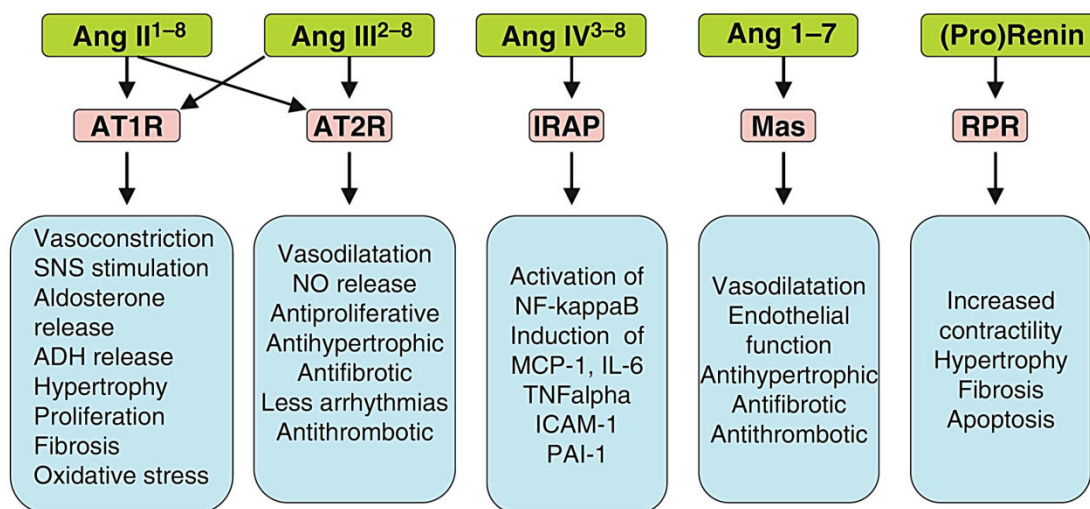 Ang II¹⁻⁸
Ang III²⁻⁸
Ang IV³⁻⁸
Ang 1–7
(Pro)Renin
AT1R
AT2R
IRAP
Mas
RPR
Vasoconstriction
SNS stimulation
Aldosterone
release
ADH release
Hypertrophy
Proliferation
Fibrosis
Oxidative stress
Vasodilatation
NO release
Antiproliferative
Antihypertrophic
Antifibrotic
Less arrhythmias
Antithrombotic
Activation of
NF-kappaB
Induction of
MCP-1, IL-6
TNFalpha
ICAM-1
PAI-1
Vasodilatation
Endothelial
function
Antihypertrophic
Antifibrotic
Antithrombotic
Increased
contractility
Hypertrophy
Fibrosis
Apoptosis